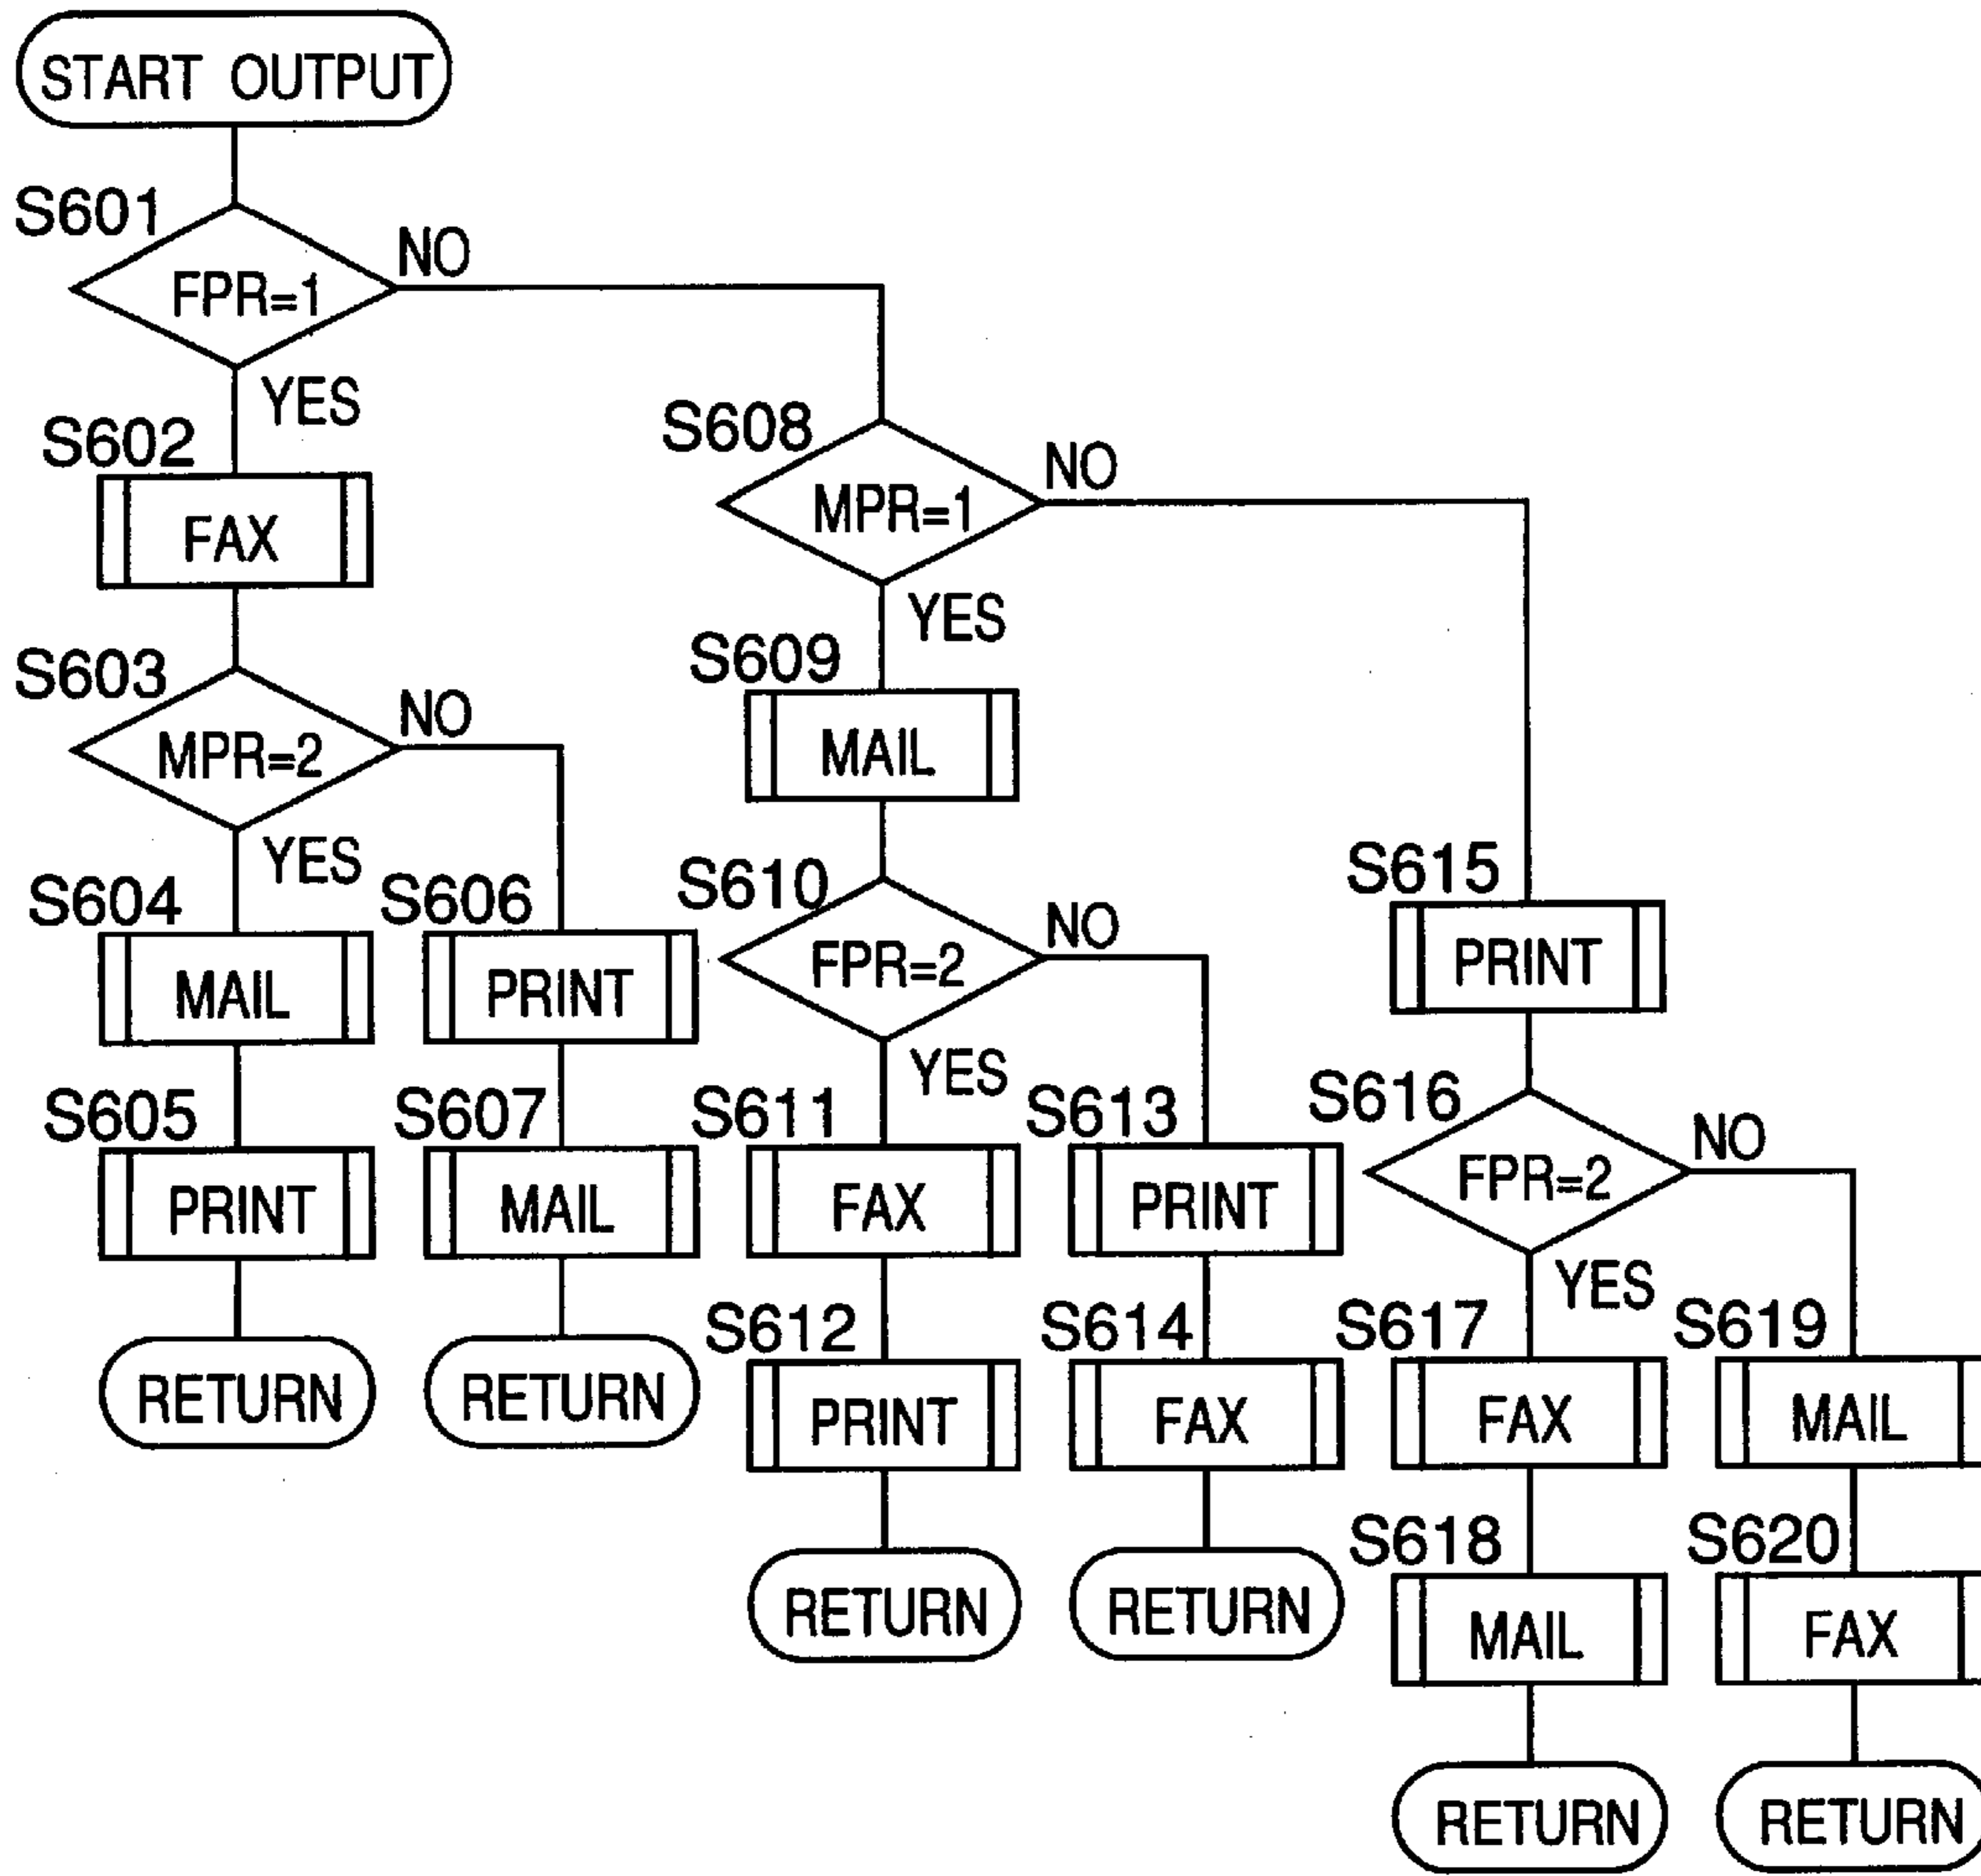 START OUTPUT
S601
FPR=1
NO
YES
S602
FAX
S603
MPR=2
NO
YES
S604
MAIL
S605
PRINT
RETURN
S606
PRINT
S607
MAIL
RETURN
S608
MPR=1
NO
YES
S609
MAIL
S610
FPR=2
NO
YES
S611
FAX
S612
PRINT
RETURN
S613
PRINT
S614
FAX
RETURN
S615
PRINT
S616
FPR=2
NO
YES
S617
FAX
S618
MAIL
RETURN
S619
MAIL
S620
FAX
RETURN